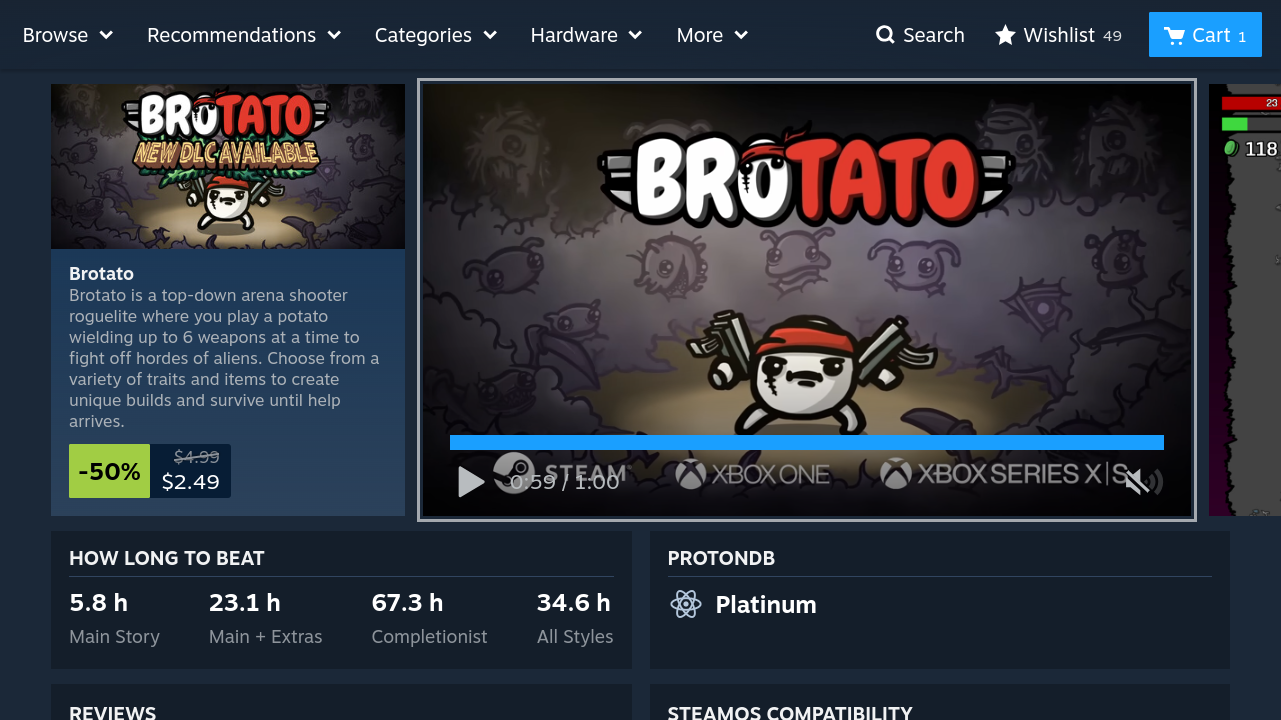 Browse Recommendations Categories Hardware More Search Wishlist 49 Cart 1
BROTATO
NEW DLC AVAILABLE
Brotato
Brotato is a top-down arena shooter
roguelite where you play a potato
wielding up to 6 weapons at a time to
fight off hordes of aliens. Choose from a
variety of traits and items to create
unique builds and survive until help
arrives.
-50% $4.99
$2.49
BROTATO
STEAM XBOX ONE XBOX SERIES X|S
0:59 / 1:00
23
118
HOW LONG TO BEAT
5.8 h 23.1 h 67.3 h 34.6 h
Main Story Main + Extras Completionist All Styles
PROTONDB
Platinum
REVIEWS
STEAMOS COMPATIBILITY